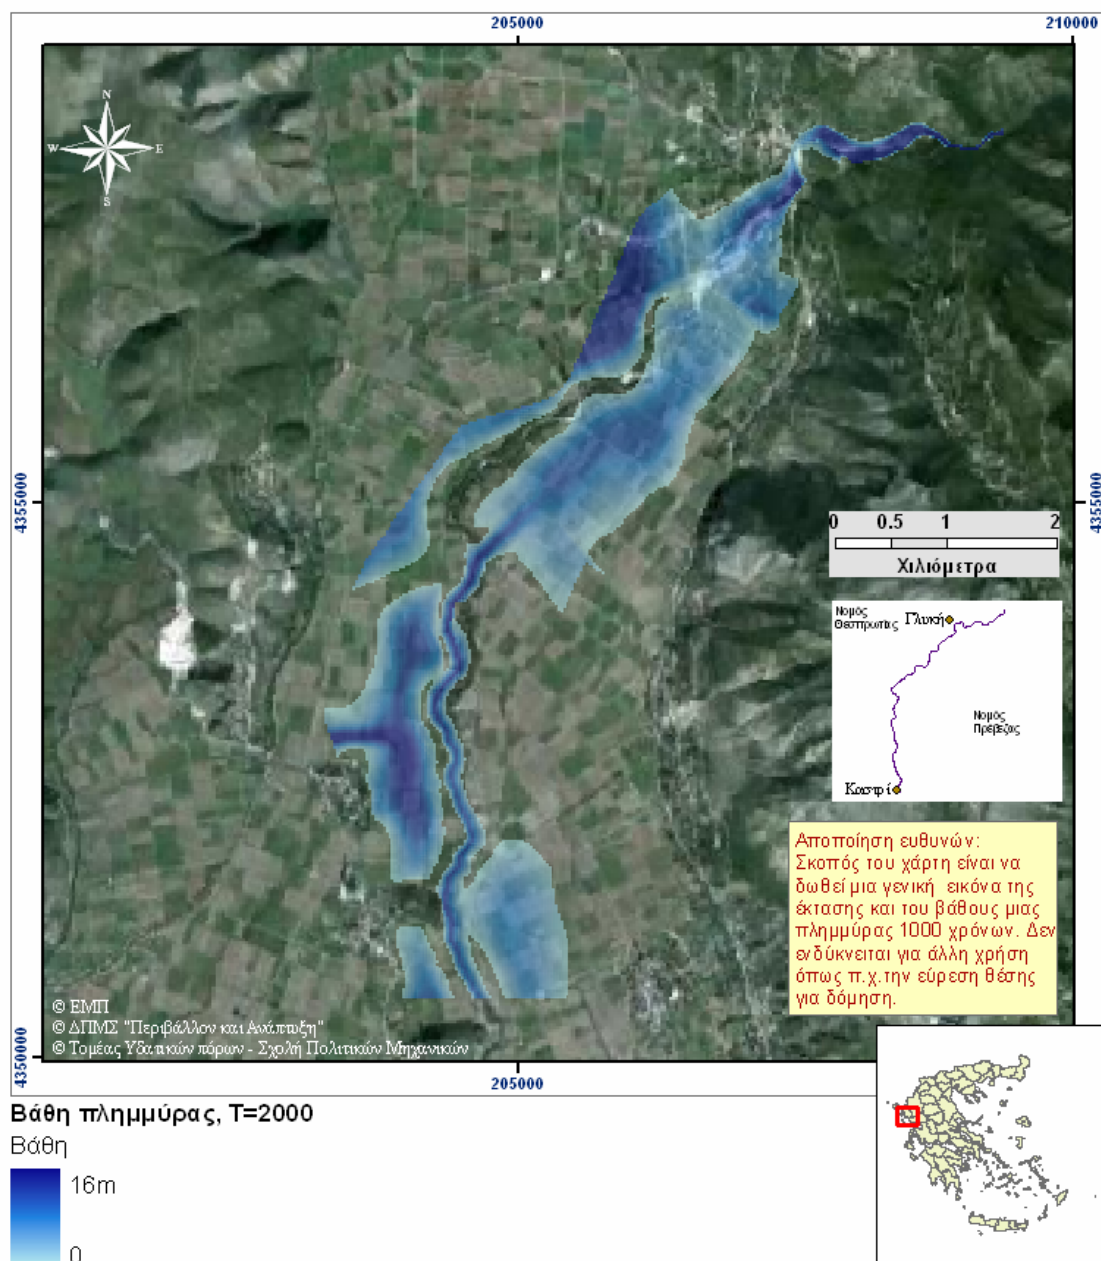 205000
210000
N
W
E
S
4355000
4355000
0 0.5 1 2
Χιλιόμετρα
Νομός
Θεσπρωτίας
Γλυκή
Νομός
Πρέβεζας
Καστρί
Αποποίηση ευθυνών:
Σκοπός του χάρτη είναι να
δωθεί μια γενική εικόνα της
έκτασης και του βάθους μιας
πλημμύρας 1000 χρόνων. Δεν
ενδύκνειται για άλλη χρήση
όπως π.χ.την εύρεση θέσης
για δόμηση.
© ΕΜΠ
© ΔΠΜΣ "Περιβάλλον και Ανάπτυξη"
© Τομέας Υδατικών πόρων - Σχολή Πολιτικών Μηχανικών
4350000
205000
Βάθη πλημμύρας, Τ=2000
Βάθη
16m
0